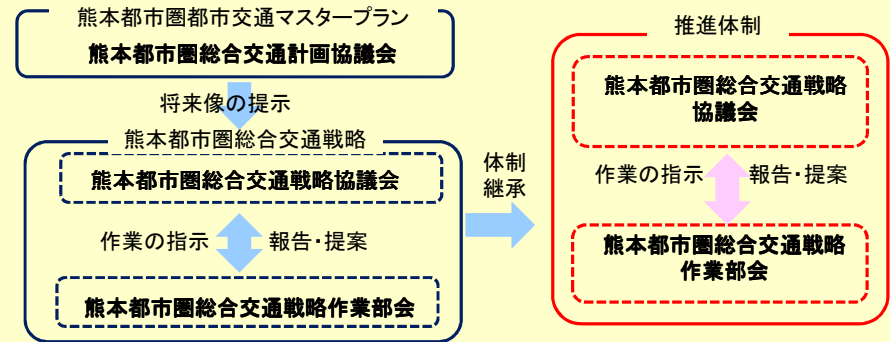 熊本都市圏都市交通マスタープラン
熊本都市圏総合交通計画協議会
将来像の提示
熊本都市圏総合交通戦略
熊本都市圏総合交通戦略協議会
作業の指示
報告・提案
熊本都市圏総合交通戦略作業部会
体制
継承
推進体制
熊本都市圏総合交通戦略
協議会
作業の指示
報告・提案
熊本都市圏総合交通戦略
作業部会